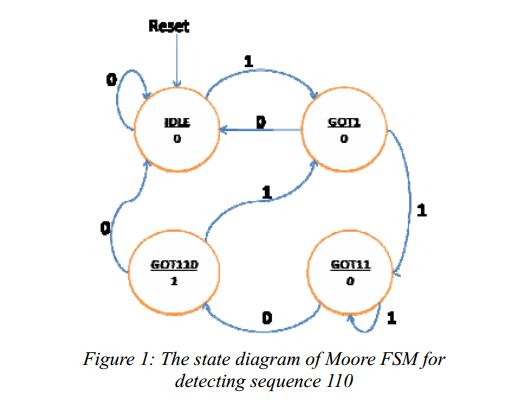 Reset
0
1
IDLE
0
0
GOT1
0
1
1
0
GOT110
1
GOT11
0
0
1
Figure 1: The state diagram of Moore FSM for
detecting sequence 110